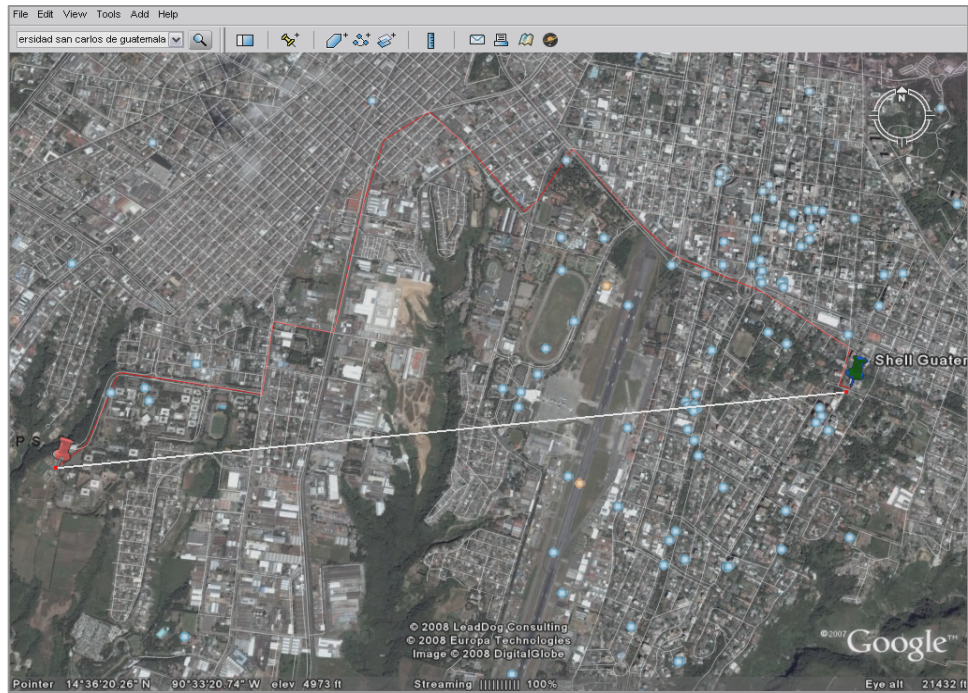 File Edit View Tools Add Help
ersidad san carlos de guatemala
N
Shell Guatem
P S.
© 2008 LeadDog Consulting
© 2008 Europa Technologies
Image © 2008 DigitalGlobe
©2007 Google™
Pointer 14°36'20.26" N 90°33'20.74" W elev 4973 ft Streaming |||||||||| 100% Eye alt 21432 ft